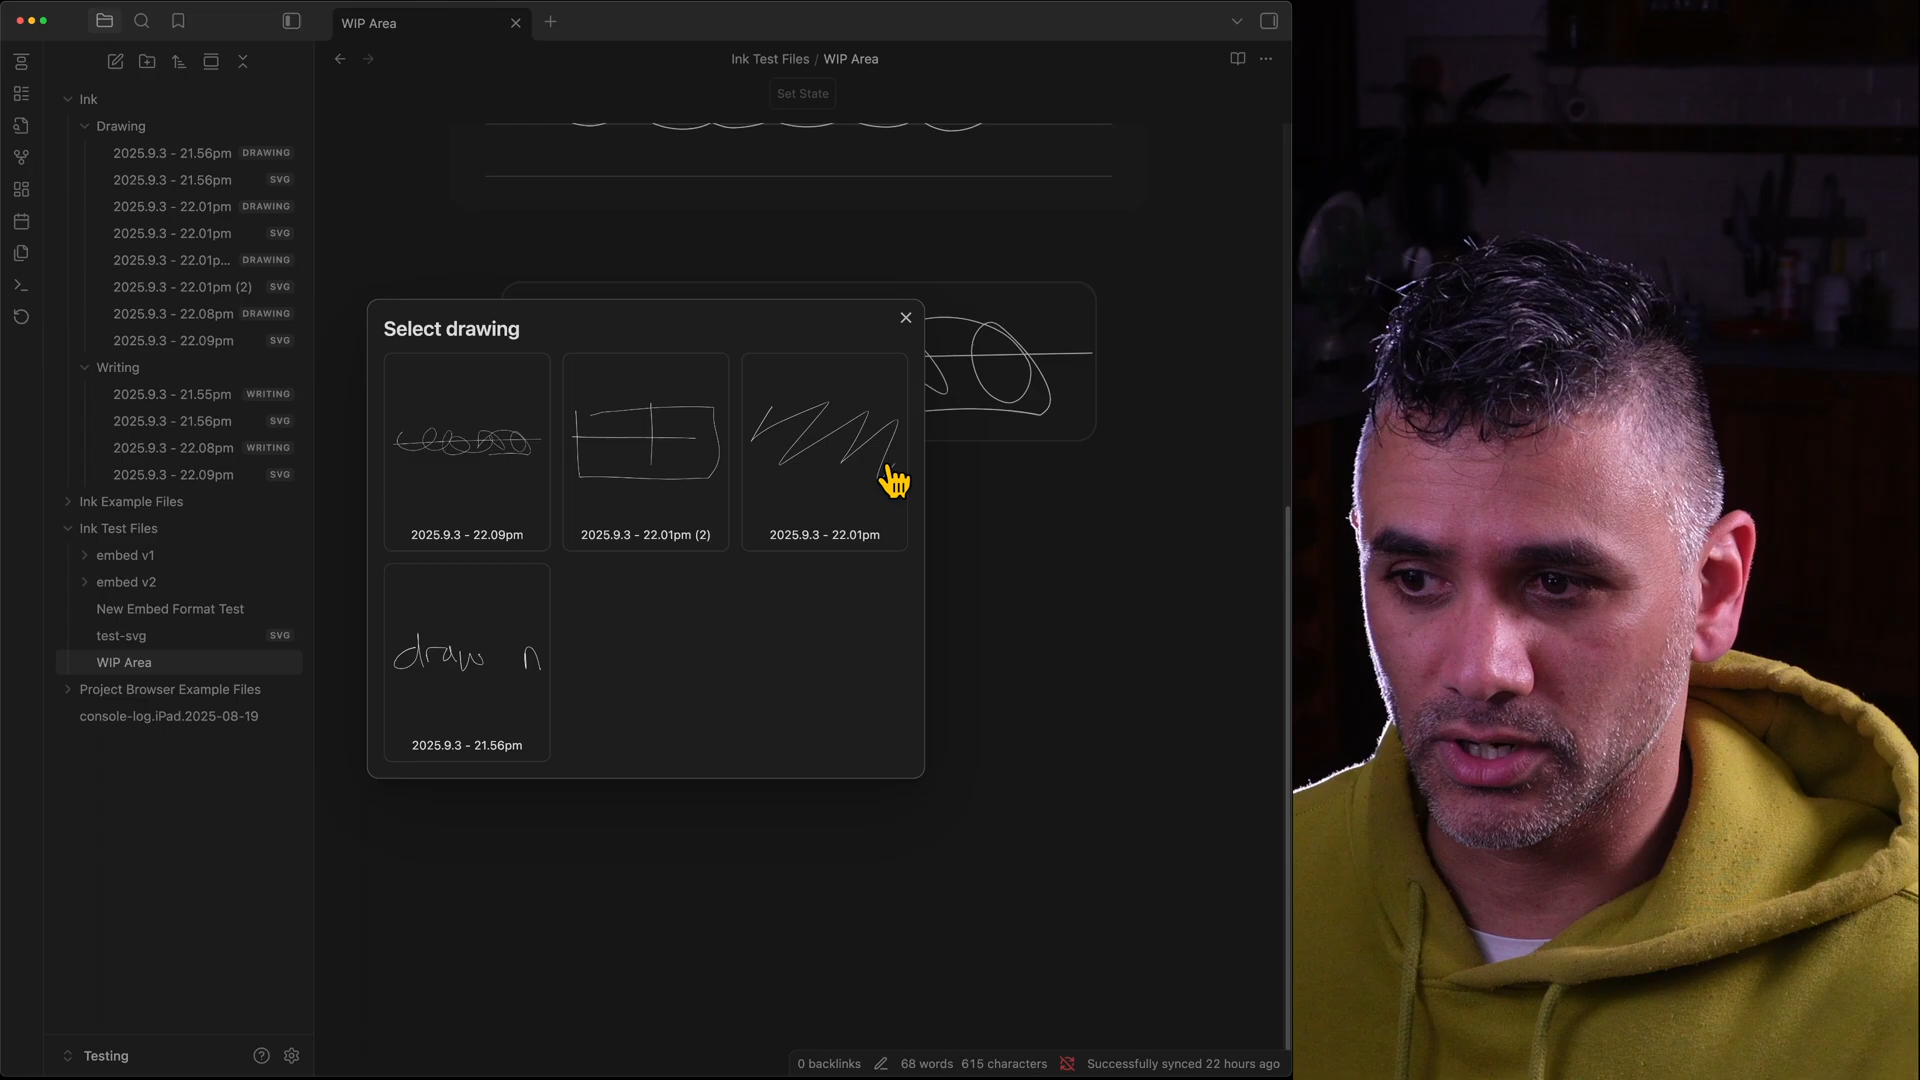 WIP Area
Ink Test Files / WIP Area
Set State
Ink
Drawing
2025.9.3 - 21.56pm DRAWING
2025.9.3 - 21.56pm SVG
2025.9.3 - 22.01pm DRAWING
2025.9.3 - 22.01pm SVG
2025.9.3 - 22.01p... DRAWING
2025.9.3 - 22.01pm (2) SVG
2025.9.3 - 22.08pm DRAWING
2025.9.3 - 22.09pm SVG
Writing
2025.9.3 - 21.55pm WRITING
2025.9.3 - 21.56pm SVG
2025.9.3 - 22.08pm WRITING
2025.9.3 - 22.09pm SVG
Ink Example Files
Ink Test Files
embed v1
embed v2
New Embed Format Test
test-svg SVG
WIP Area
Project Browser Example Files
console-log.iPad.2025-08-19
Testing
Select drawing
2025.9.3 - 22.09pm
2025.9.3 - 22.01pm (2)
2025.9.3 - 22.01pm
draw n
2025.9.3 - 21.56pm
0 backlinks 68 words 615 characters Successfully synced 22 hours ago